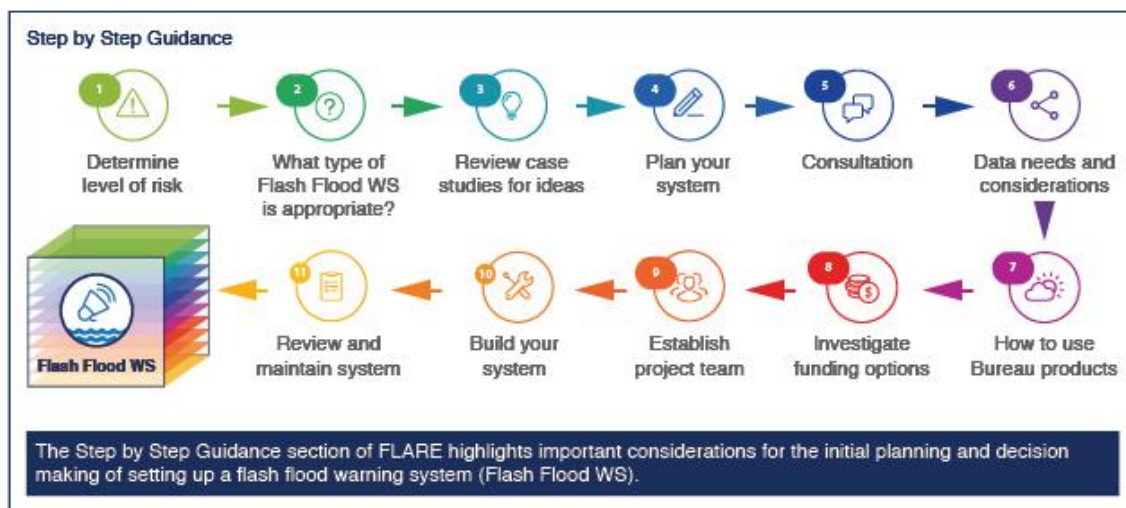 Step by Step Guidance
1
Determine
level of risk
2
What type of
Flash Flood WS
is appropriate?
3
Review case
studies for ideas
4
Plan your
system
5
Consultation
6
Data needs and
considerations
7
How to use
Bureau products
8
Investigate
funding options
9
Establish
project team
10
Build your
system
11
Review and
maintain system
Flash Flood WS
The Step by Step Guidance section of FLARE highlights important considerations for the initial planning and decision
making of setting up a flash flood warning system (Flash Flood WS).